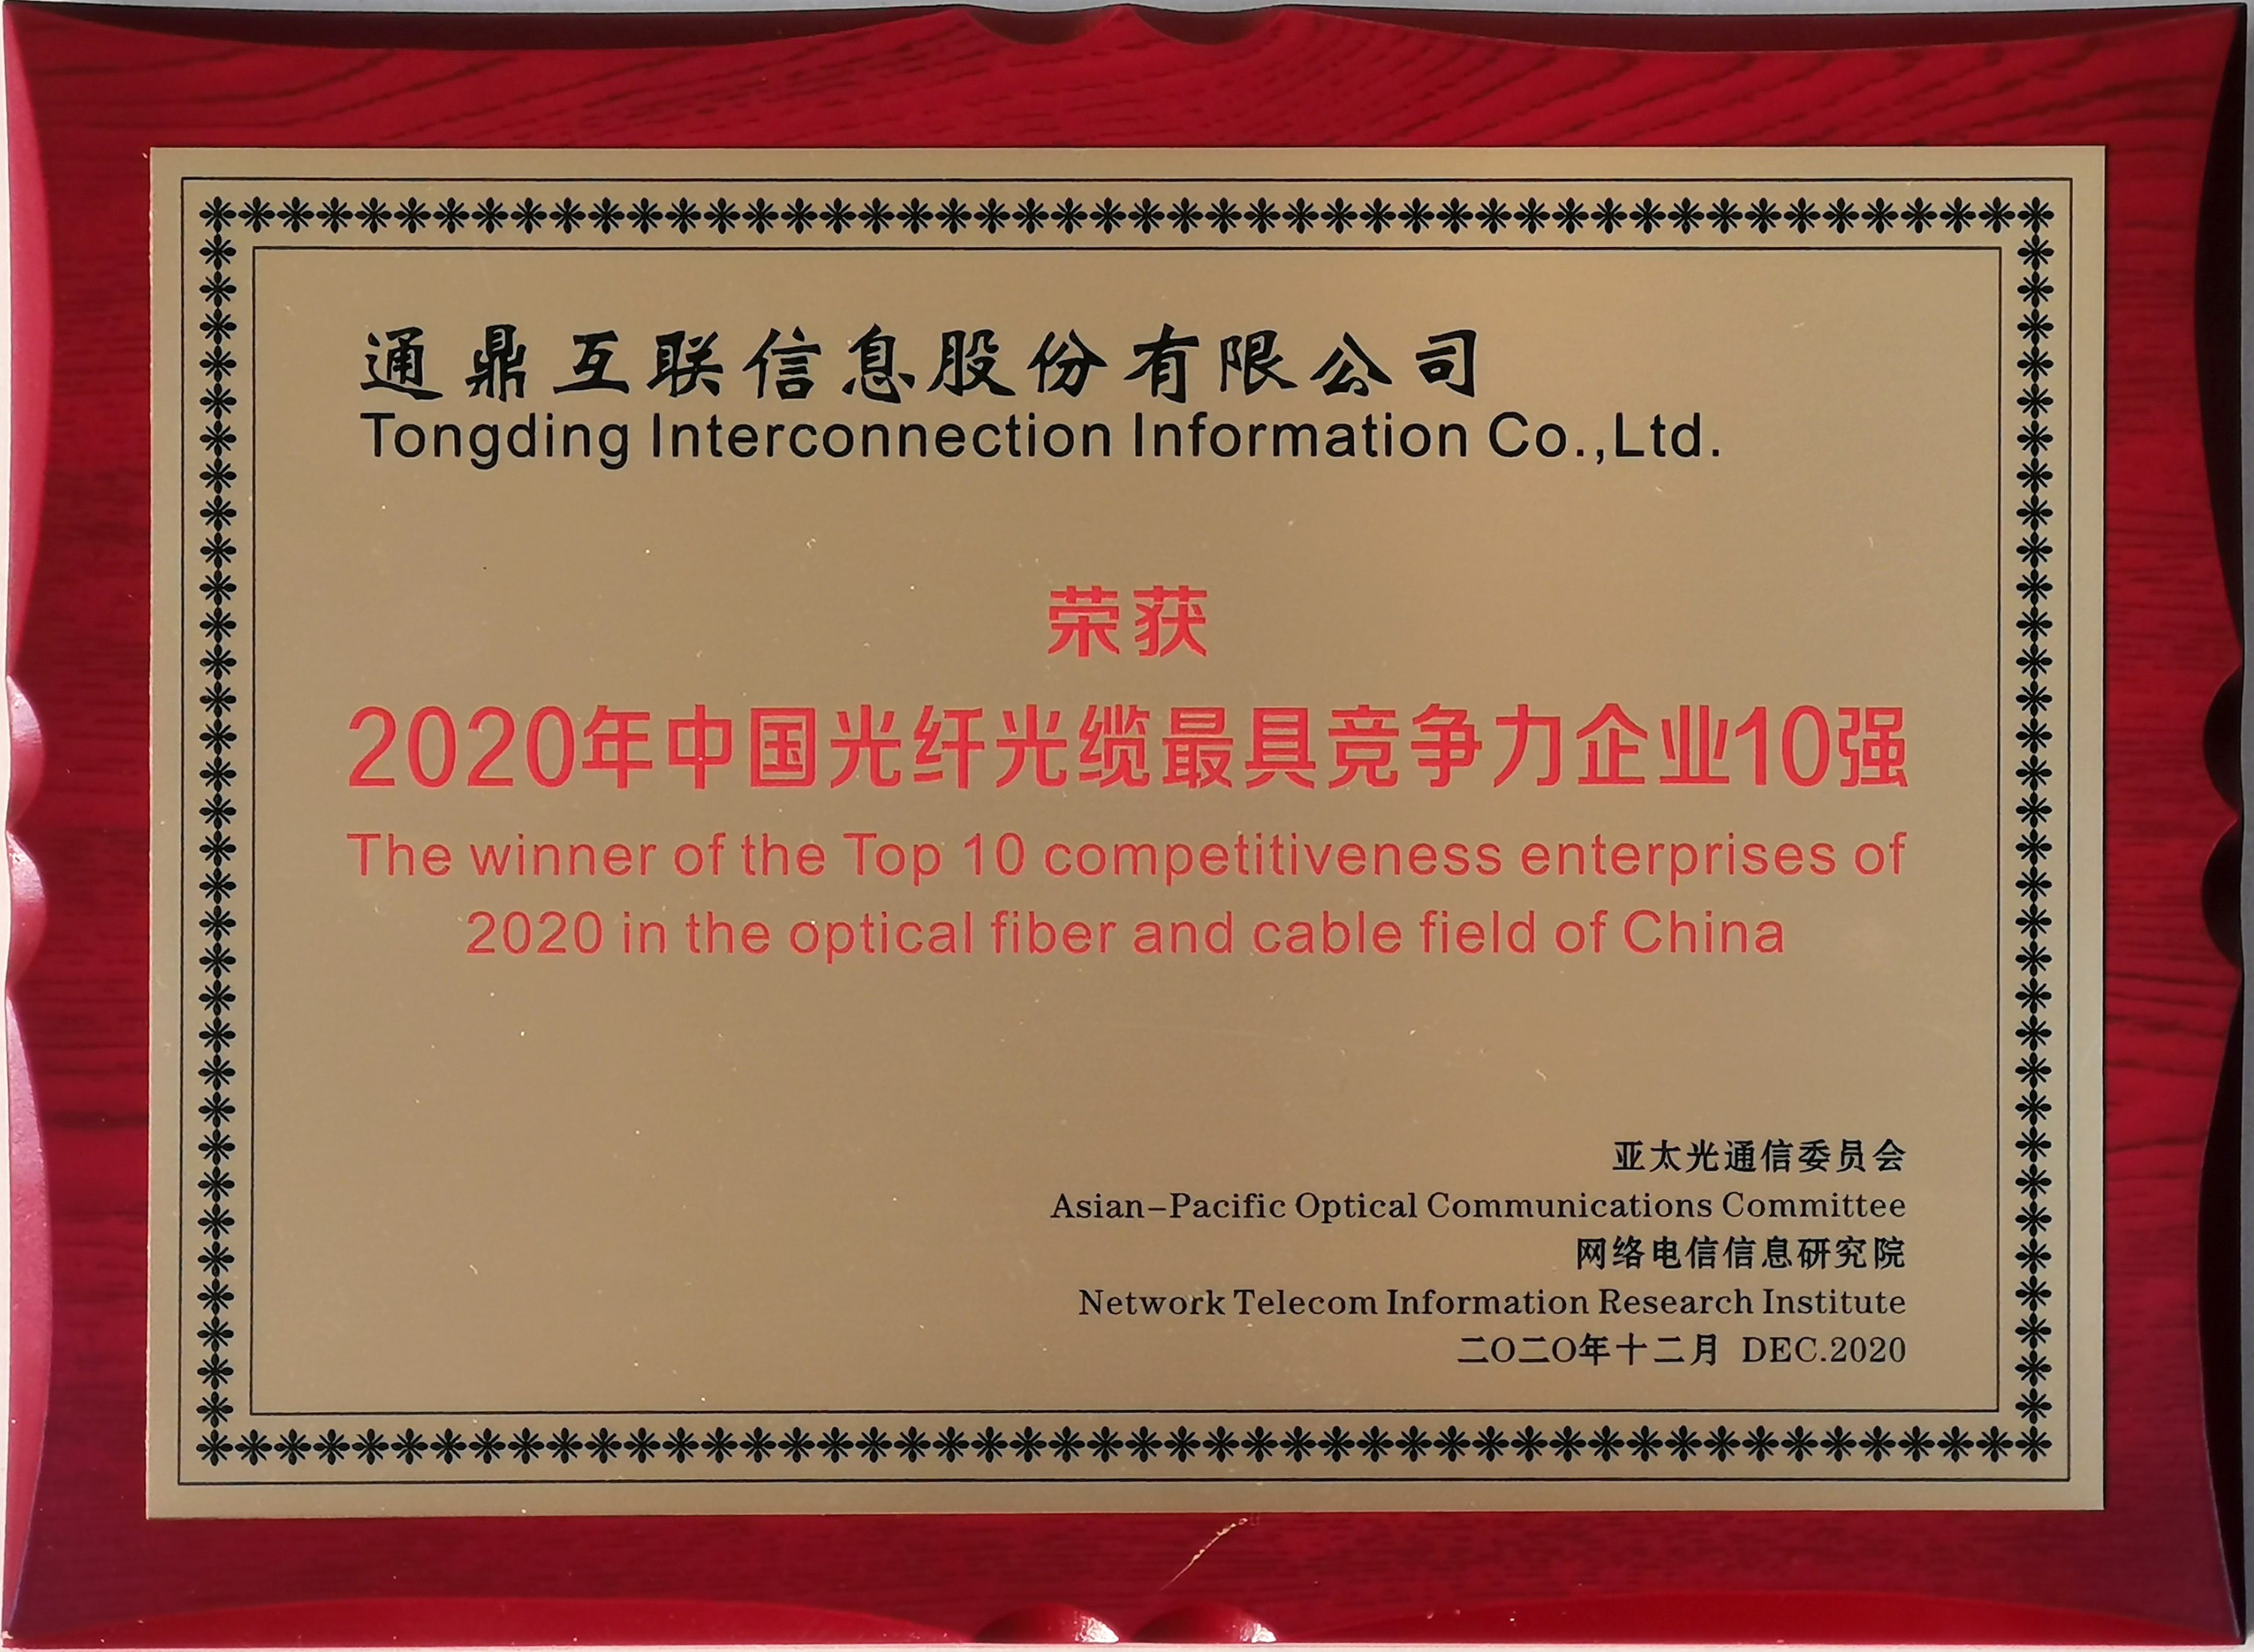 通鼎互联信息股份有限公司
Tongding Interconnection Information Co.,Ltd.
荣获
2020年中国光纤光缆最具竞争力企业10强
The winner of the Top 10 competitiveness enterprises of
2020 in the optical fiber and cable field of China
亚太光通信委员会
Asian-Pacific Optical Communications Committee
网络电信信息研究院
Network Telecom Information Research Institute
二〇二〇年十二月 DEC.2020